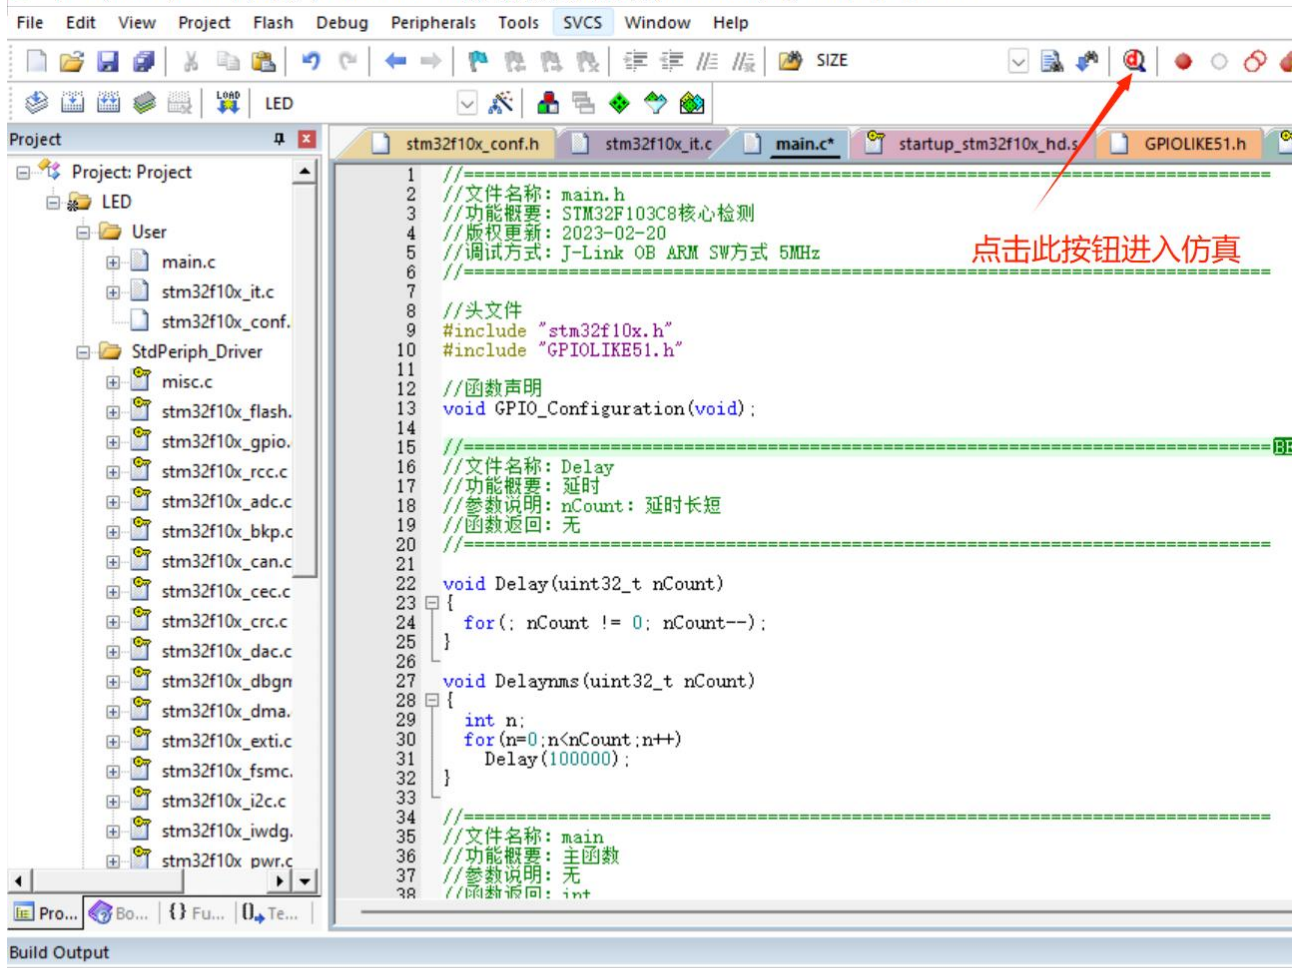 File Edit View Project Flash Debug Peripherals Tools SVCS Window Help
SIZE
LOAD LED
Project
stm32f10x_conf.h stm32f10x_it.c main.c* startup_stm32f10x_hd.s GPIOLIKE51.h
Project: Project
LED
User
main.c
stm32f10x_it.c
stm32f10x_conf.
StdPeriph_Driver
misc.c
stm32f10x_flash.
stm32f10x_gpio.
stm32f10x_rcc.c
stm32f10x_adc.c
stm32f10x_bkp.c
stm32f10x_can.c
stm32f10x_cec.c
stm32f10x_crc.c
stm32f10x_dac.c
stm32f10x_dbgm
stm32f10x_dma.
stm32f10x_exti.c
stm32f10x_fsmc.
stm32f10x_i2c.c
stm32f10x_iwdg.
stm32f10x_pwr.c
1 //=============================================================================
2 //文件名称：main.h
3 //功能概要：STM32F103C8核心检测
4 //版权更新：2023-02-20
5 //调试方式：J-Link OB ARM SW方式 5MHz
6 //=============================================================================
7
8 //头文件
9 #include "stm32f10x.h"
10 #include "GPIOLIKE51.h"
11
12 //函数声明
13 void GPIO_Configuration(void);
14
15 //=============================================================================
16 //文件名称：Delay
17 //功能概要：延时
18 //参数说明：nCount：延时长短
19 //函数返回：无
20 //=============================================================================
21
22 void Delay(uint32_t nCount)
23 {
24 for(; nCount != 0; nCount--);
25 }
26
27 void Delaynms(uint32_t nCount)
28 {
29 int n;
30 for(n=0;n<nCount;n++)
31 Delay(100000);
32 }
33
34 //=============================================================================
35 //文件名称：main
36 //功能概要：主函数
37 //参数说明：无
38 //函数返回：int
点击此按钮进入仿真
Pro... Bo... {} Fu... 0 Te...
Build Output